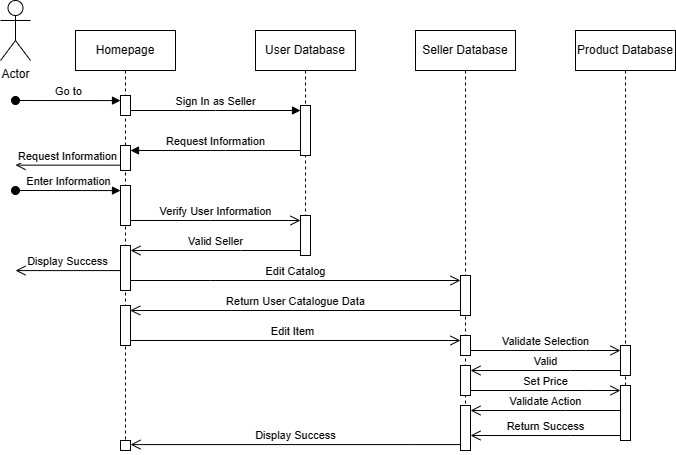 Homepage
User Database
Seller Database
Product Database
Actor
Go to
Sign In as Seller
Request Information
Request Information
Enter Information
Verify User Information
Valid Seller
Display Success
Edit Catalog
Return User Catalogue Data
Edit Item
Validate Selection
Valid
Set Price
Validate Action
Return Success
Display Success